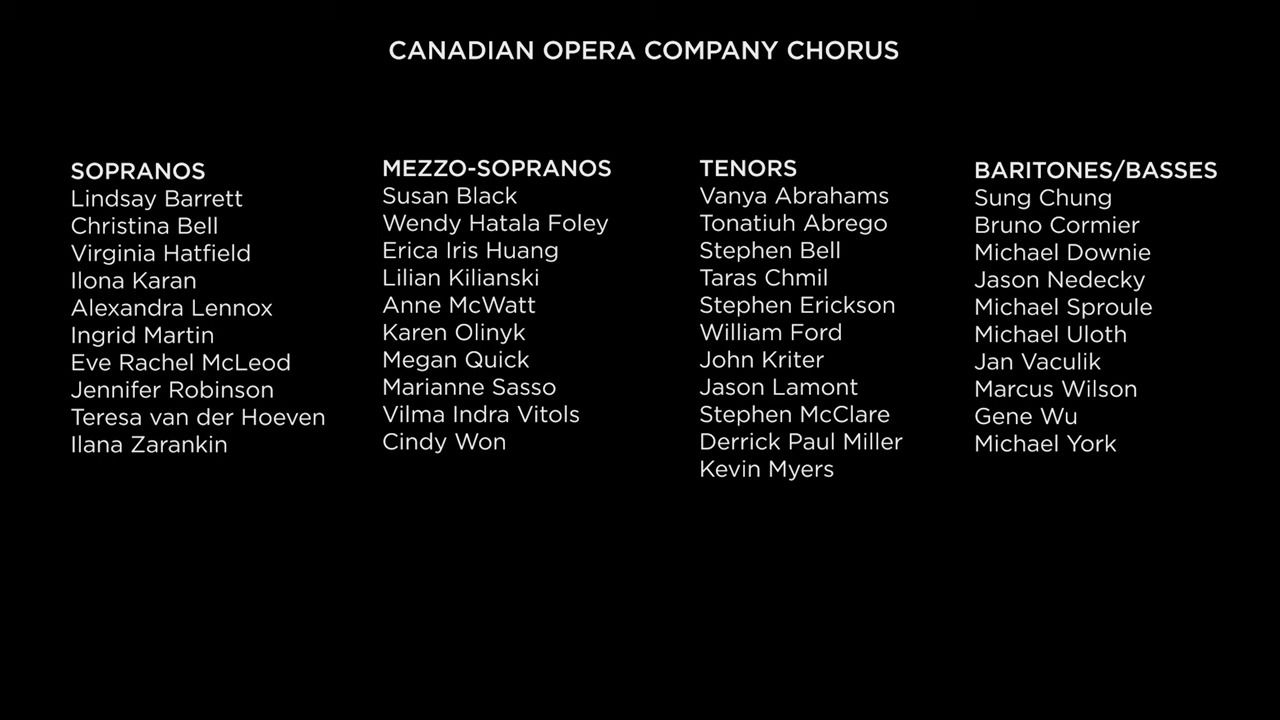 CANADIAN OPERA COMPANY CHORUS
SOPRANOS
Lindsay Barrett
Christina Bell
Virginia Hatfield
Ilona Karan
Alexandra Lennox
Ingrid Martin
Eve Rachel McLeod
Jennifer Robinson
Teresa van der Hoeven
Ilana Zarankin
MEZZO-SOPRANOS
Susan Black
Wendy Hatala Foley
Erica Iris Huang
Lilian Kilianski
Anne McWatt
Karen Olinyk
Megan Quick
Marianne Sasso
Vilma Indra Vitols
Cindy Won
TENORS
Vanya Abrahams
Tonatiuh Abrego
Stephen Bell
Taras Chmil
Stephen Erickson
William Ford
John Kriter
Jason Lamont
Stephen McClare
Derrick Paul Miller
Kevin Myers
BARITONES/BASSES
Sung Chung
Bruno Cormier
Michael Downie
Jason Nedecky
Michael Sproule
Michael Uloth
Jan Vaculik
Marcus Wilson
Gene Wu
Michael York